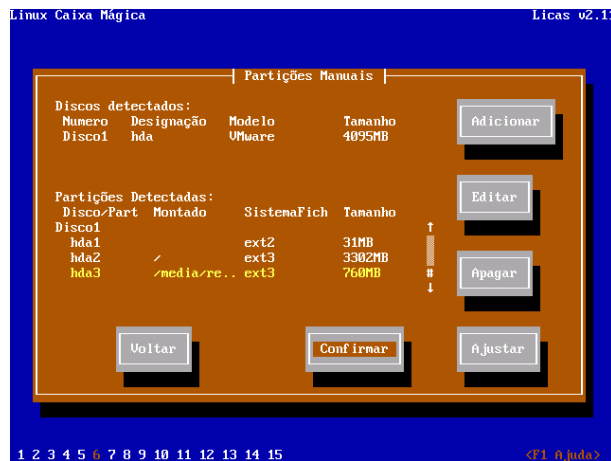 Linux Caixa Mágica Licas v2.11
Partições Manuais
Discos detectados:
Numero Designação Modelo Tamanho
Disco1 hda VMware 4095MB
Adicionar
Partições Detectadas:
Disco/Part Montado SistemaFich Tamanho
Disco1
hda1 ext2 31MB
hda2 / ext3 3302MB
hda3 /media/re.. ext3 760MB #
Editar
Apagar
Voltar Confirmar Ajustar
1 2 3 4 5 6 7 8 9 10 11 12 13 14 15 <F1 Ajuda>